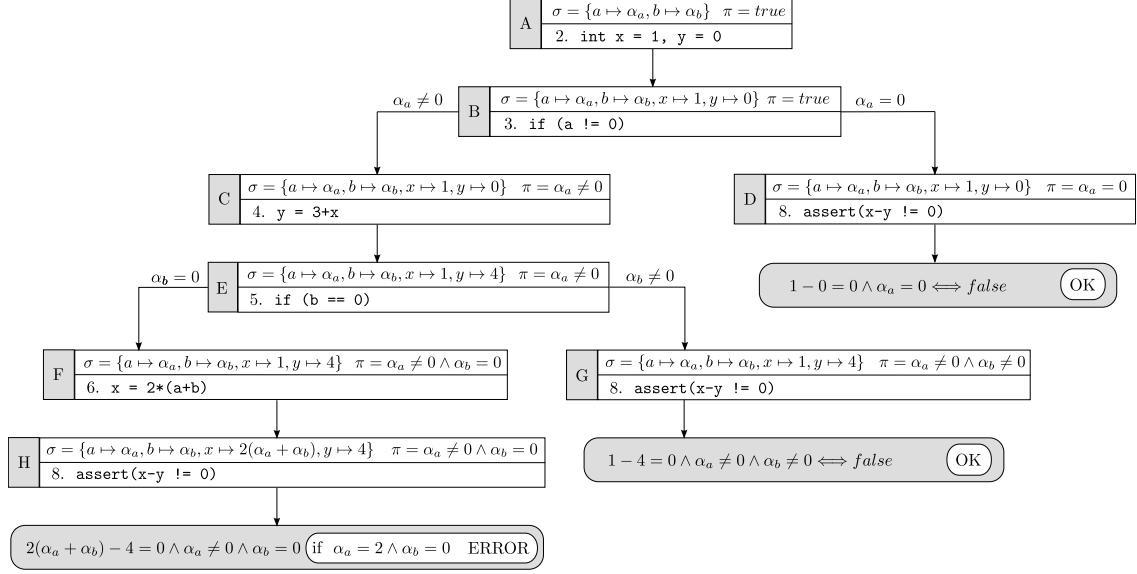 A
σ = {a ↦ α_a, b ↦ α_b} π = true
2. int x = 1, y = 0
α_a ≠ 0
B
σ = {a ↦ α_a, b ↦ α_b, x ↦ 1, y ↦ 0} π = true
3. if (a != 0)
α_a = 0
C
σ = {a ↦ α_a, b ↦ α_b, x ↦ 1, y ↦ 0} π = α_a ≠ 0
4. y = 3+x
D
σ = {a ↦ α_a, b ↦ α_b, x ↦ 1, y ↦ 0} π = α_a = 0
8. assert(x-y != 0)
α_b = 0
E
σ = {a ↦ α_a, b ↦ α_b, x ↦ 1, y ↦ 4} π = α_a ≠ 0
5. if (b == 0)
α_b ≠ 0
1 − 0 = 0 ∧ α_a = 0 ⟺ false OK
F
σ = {a ↦ α_a, b ↦ α_b, x ↦ 1, y ↦ 4} π = α_a ≠ 0 ∧ α_b = 0
6. x = 2*(a+b)
G
σ = {a ↦ α_a, b ↦ α_b, x ↦ 1, y ↦ 4} π = α_a ≠ 0 ∧ α_b ≠ 0
8. assert(x-y != 0)
H
σ = {a ↦ α_a, b ↦ α_b, x ↦ 2(α_a + α_b), y ↦ 4} π = α_a ≠ 0 ∧ α_b = 0
8. assert(x-y != 0)
1 − 4 = 0 ∧ α_a ≠ 0 ∧ α_b ≠ 0 ⟺ false OK
2(α_a + α_b) − 4 = 0 ∧ α_a ≠ 0 ∧ α_b = 0 if α_a = 2 ∧ α_b = 0 ERROR